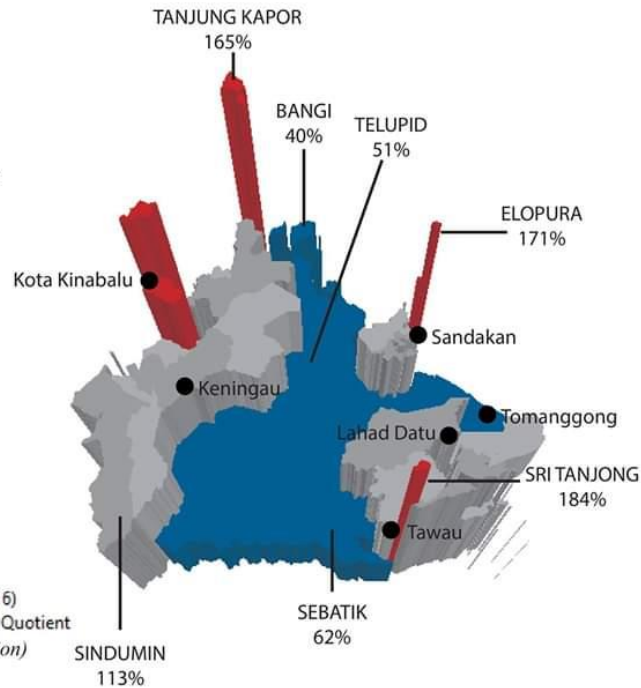 TANJUNG KAPOR
165%
BANGI
40%
TELUPID
51%
ELOPURA
171%
Kota Kinabalu
Sandakan
Keningau
Tomanggong
Lahad Datu
SRI TANJONG
184%
Tawau
6)
Quotient
on)
SEBATIK
62%
SINDUMIN
113%